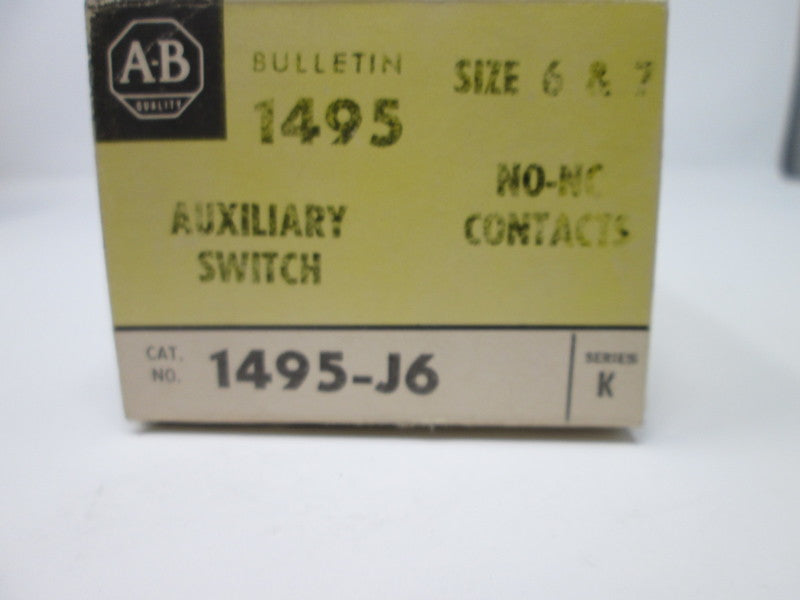 A-B
QUALITY
BULLETIN
1495
SIZE 6 & 7
AUXILIARY
SWITCH
NO-NC
CONTACTS
CAT.
NO.
1495-J6
SERIES
K